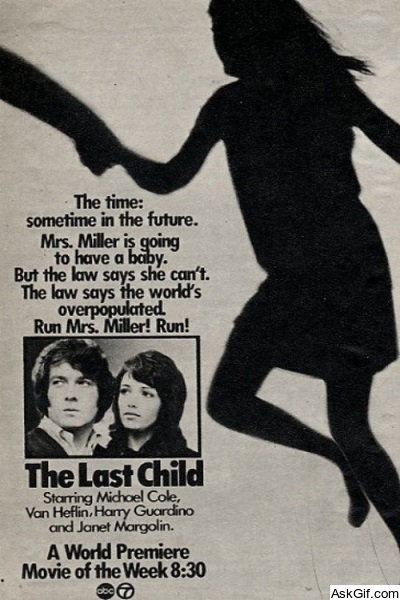 The time:
sometime in the future.
Mrs. Miller is going
to have a baby.
But the law says she can't.
The law says the world's
overpopulated.
Run Mrs. Miller! Run!
The Last Child
Starring Michael Cole,
Van Heflin, Harry Guardino
and Janet Margolin.
A World Premiere
Movie of the Week 8:30
abc 7
AskGif.com